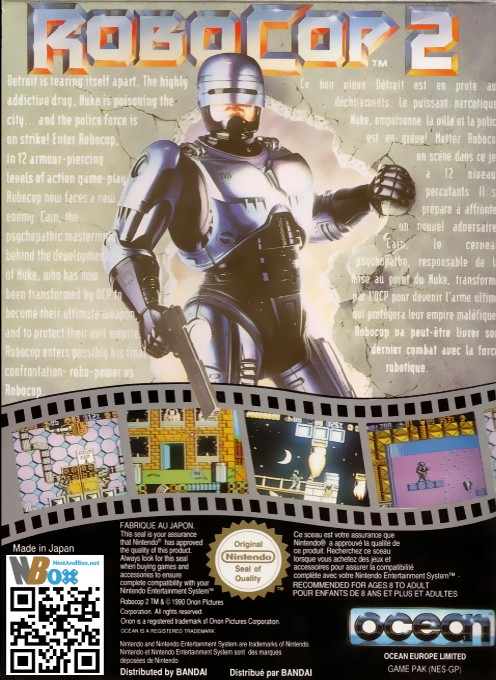 ROBOCOP 2 ™
Detroit is tearing itself apart. The highly
addictive drug, Nuke is poisoning the
city... and the police force is
on strike! Enter Robocop,
in 12 armour-piercing
levels of action game-play.
Robocop now faces a new
enemy: Cain, the
psychopathic mastermind
behind the development
of Nuke, who has now
been transformed by OCP to
become their ultimate weapon,
and to protect their evil empire
Robocop enters possibly his final
confrontation- robo-power vs
Robocop
Ce bon vieux Détroit est en proie au
déchirements Le puissant narcotique
Nuke, empoisonne la ville et la polic
est en grève! Mettez Robocop
en scène dans ce je
à 12 niveau
percutants il s
prépare à affronte
un nouvel adversaire
Cain, le cerveau
psychopathe, responsable de l
mise au point du Nuke, transform
par l'OCP pour devenir l'arme ultim
qui protègera leur empire maléfique
Robocop va peut-être livrer son
dernier combat avec la force
robotique.
Made in Japan
NintAndBox.net
NBOX
FABRIQUE AU JAPON
This seal is your assurance
that Nintendo® has approved
the quality of this product.
Always look for this seal
when buying games and
accessories to ensure
complete compatibility with your
Nintendo Entertainment System™
Robocop 2 TM & © 1990 Orion Pictures
Corporation. All rights reserved.
Orion is a registered trademark of Orion Pictures Corporation.
OCEAN IS A REGISTERED TRADEMARK.
Nintendo and Nintendo Entertainment System are trademarks of Nintendo.
Nintendo et Nintendo Entertainment System sont des marques
déposées de Nintendo
Distributed by BANDAI Distribué par BANDAI
Original
Nintendo
Seal of
Quality
™
Ce sceau est votre assurance que
Nintendo® a approuvé la qualité de
ce produit. Recherchez ce sceau
lorsque vous achetez des jeux et
accessoires pour assurer la compatibilité
complète avec votre Nintendo Entertainment System™.
RECOMMENDED FOR AGES 8 TO ADULT
POUR ENFANTS DE 8 ANS ET PLUS ET ADULTES
ocean
OCEAN EUROPE LIMITED
GAME PAK (NES-GP)